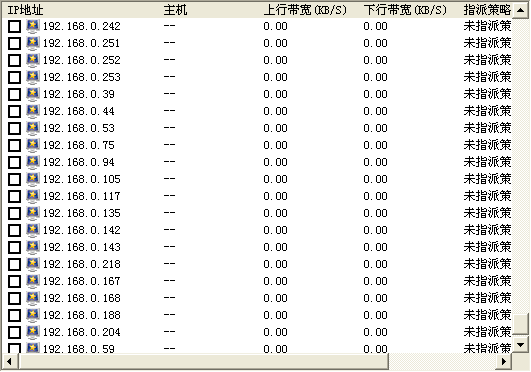 IP地址 主机 上行带宽(KB/S) 下行带宽(KB/S) 指派策略
192.168.0.242 -- 0.00 0.00 未指派策
192.168.0.251 -- 0.00 0.00 未指派策
192.168.0.252 -- 0.00 0.00 未指派策
192.168.0.253 -- 0.00 0.00 未指派策
192.168.0.39 -- 0.00 0.00 未指派策
192.168.0.44 -- 0.00 0.00 未指派策
192.168.0.53 -- 0.00 0.00 未指派策
192.168.0.75 -- 0.00 0.00 未指派策
192.168.0.94 -- 0.00 0.00 未指派策
192.168.0.105 -- 0.00 0.00 未指派策
192.168.0.117 -- 0.00 0.00 未指派策
192.168.0.135 -- 0.00 0.00 未指派策
192.168.0.142 -- 0.00 0.00 未指派策
192.168.0.143 -- 0.00 0.00 未指派策
192.168.0.218 -- 0.00 0.00 未指派策
192.168.0.167 -- 0.00 0.00 未指派策
192.168.0.168 -- 0.00 0.00 未指派策
192.168.0.188 -- 0.00 0.00 未指派策
192.168.0.204 -- 0.00 0.00 未指派策
192.168.0.59 -- 0.00 0.00 未指派策